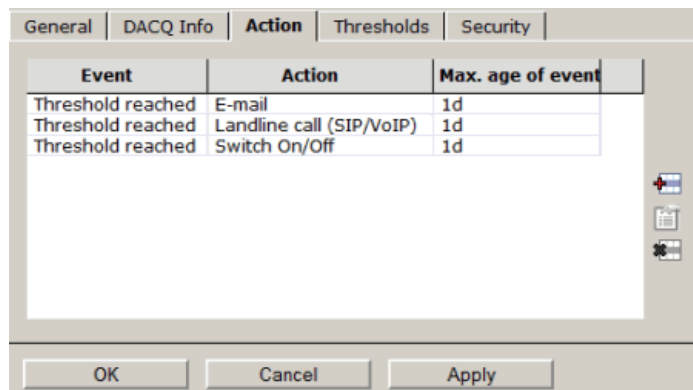 General DACQ Info Action Thresholds Security
Event Action Max. age of event
Threshold reached E-mail 1d
Threshold reached Landline call (SIP/VoIP) 1d
Threshold reached Switch On/Off 1d
OK Cancel Apply